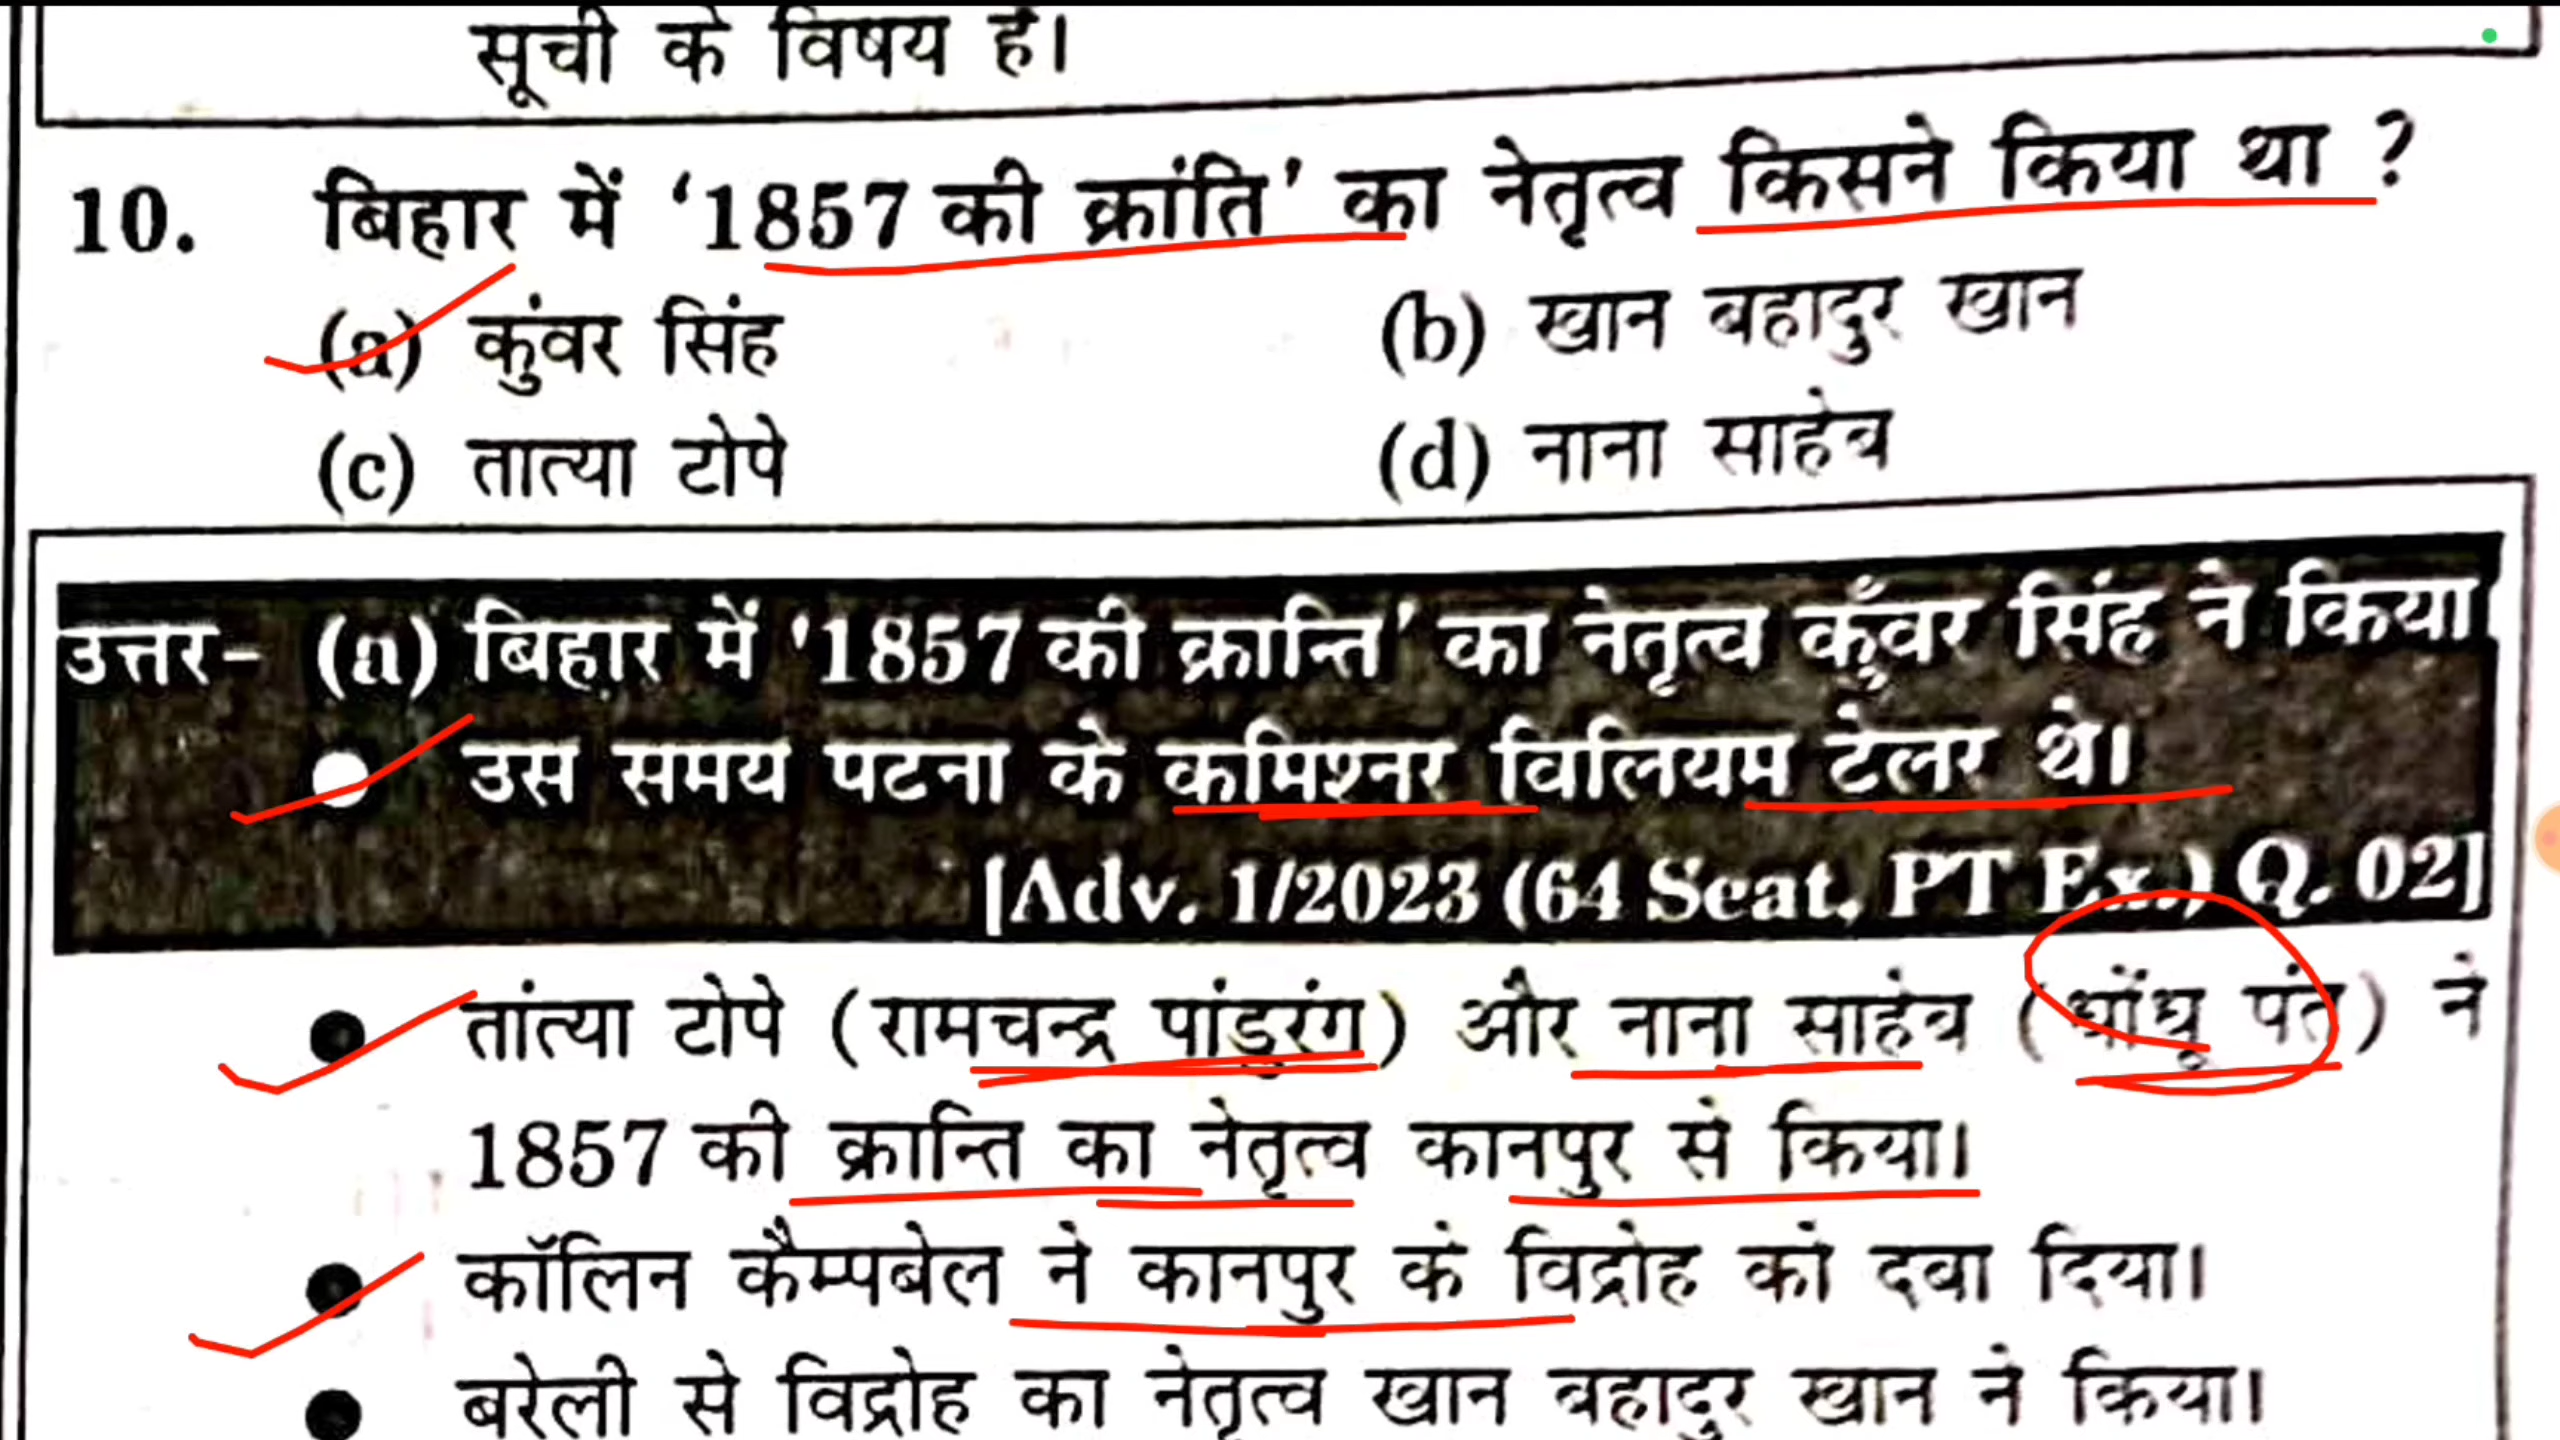 सूची के विषय हैं।
10. बिहार में ‘1857 की क्रांति’ का नेतृत्व किसने किया था ?
(a) कुंवर सिंह (b) खान बहादुर खान
(c) तात्या टोपे (d) नाना साहेब
उत्तर- (a) बिहार में '1857 की क्रान्ति' का नेतृत्व कुँवर सिंह ने किया
● उस समय पटना के कमिश्नर विलियम टेलर थे।
[Adv. 1/2023 (64 Seat, PT Ex.) Q. 02]
● तांत्या टोपे (रामचन्द्र पांडुरंग) और नाना साहेब (धोंधू पंत) ने
1857 की क्रान्ति का नेतृत्व कानपुर से किया।
● कॉलिन कैम्पबेल ने कानपुर के विद्रोह को दबा दिया।
● बरेली से विद्रोह का नेतृत्व खान बहादुर खान ने किया।